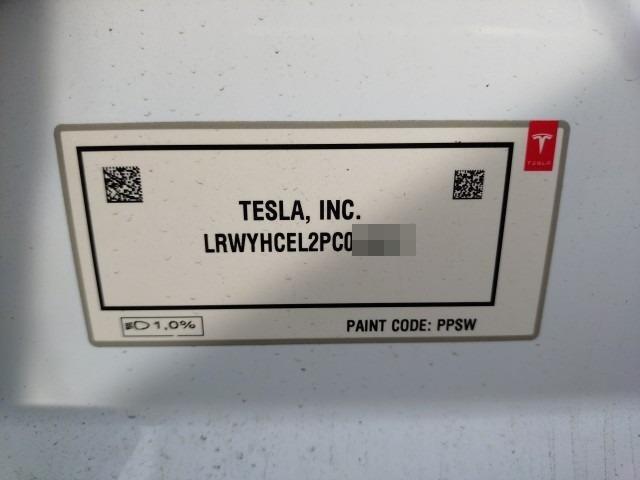 TESLA
TESLA, INC.
LRWYHCEL2PC0
1.0%
PAINT CODE: PPSW